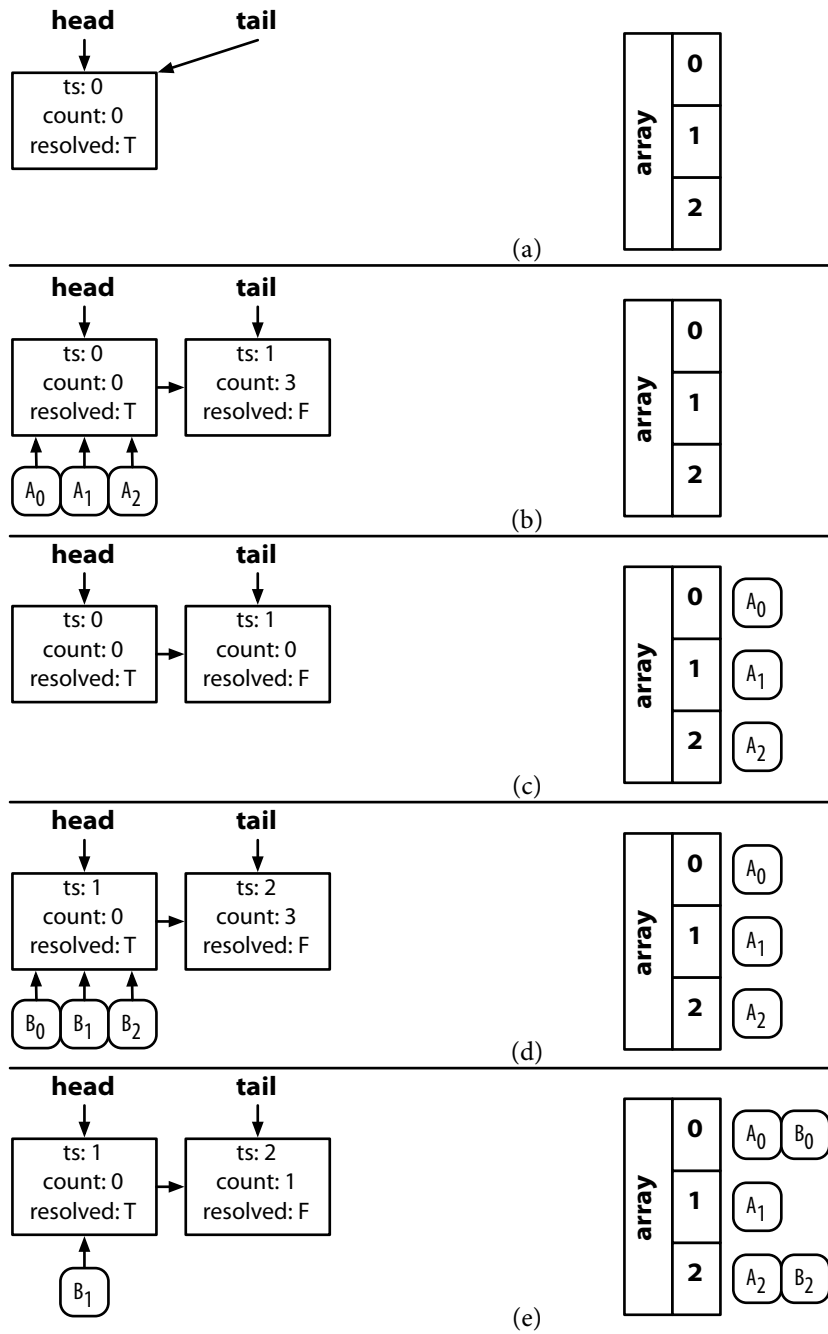 head tail
ts: 0
count: 0
resolved: T
array
0
1
2
(a)
head tail
ts: 0 ts: 1
count: 0 count: 3
resolved: T resolved: F
A0 A1 A2
array
0
1
2
(b)
head tail
ts: 0 ts: 1
count: 0 count: 0
resolved: T resolved: F
array
0 A0
1 A1
2 A2
(c)
head tail
ts: 1 ts: 2
count: 0 count: 3
resolved: T resolved: F
B0 B1 B2
array
0 A0
1 A1
2 A2
(d)
head tail
ts: 1 ts: 2
count: 0 count: 1
resolved: T resolved: F
B1
array
0 A0 B0
1 A1
2 A2 B2
(e)